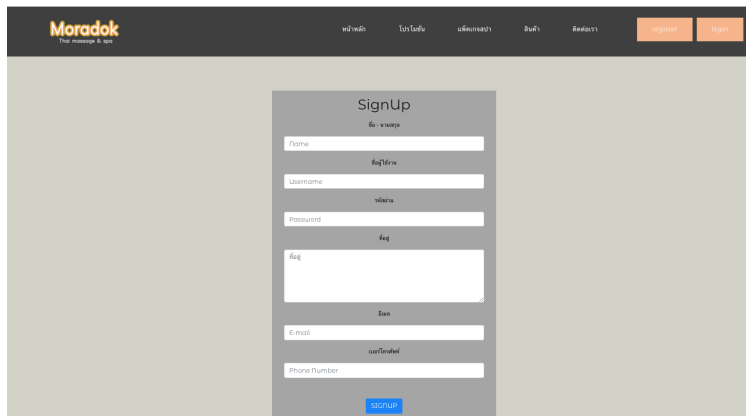 Moradok
Thai massage & spa
หน้าหลัก โปรโมชั่น แพ็คเกจสปา สินค้า ติดต่อเรา register login
SignUp
ชื่อ - นามสกุล
Name
ชื่อผู้ใช้งาน
Username
รหัสผ่าน
Password
ที่อยู่
ที่อยู่
อีเมล
E-mail
เบอร์โทรศัพท์
Phone Number
SIGNUP